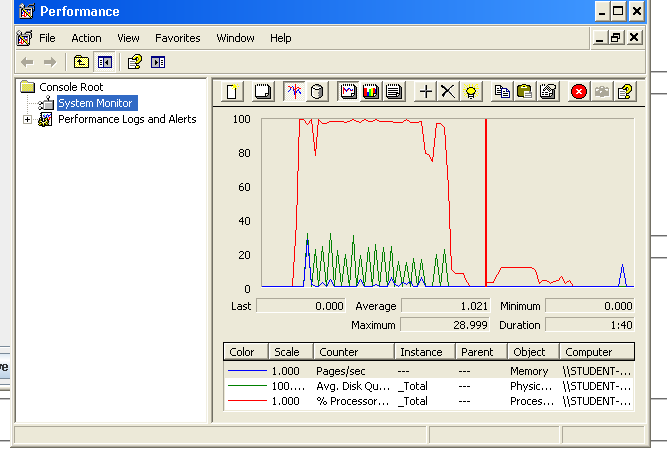 Performance
File Action View Favorites Window Help
Console Root
System Monitor
Performance Logs and Alerts
100
80
60
40
20
0
Last 0.000 Average 1.021 Minimum 0.000
Maximum 28.999 Duration 1:40
Color Scale Counter Instance Parent Object Computer
1.000 Pages/sec --- --- Memory \\STUDENT-...
100.... Avg. Disk Qu... _Total --- Physic... \\STUDENT-...
1.000 % Processor... _Total --- Proces... \\STUDENT-...
ve